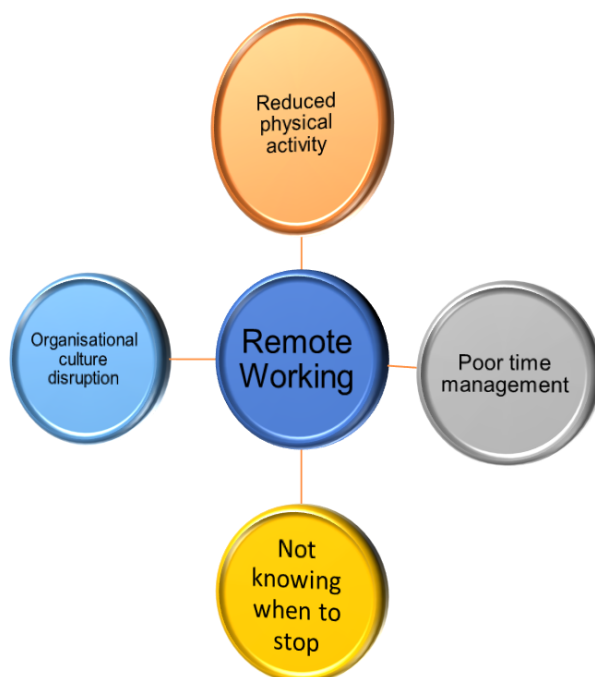 Reduced
physical
activity
Organisational
culture
disruption
Remote
Working
Poor time
management
Not
knowing
when to
stop